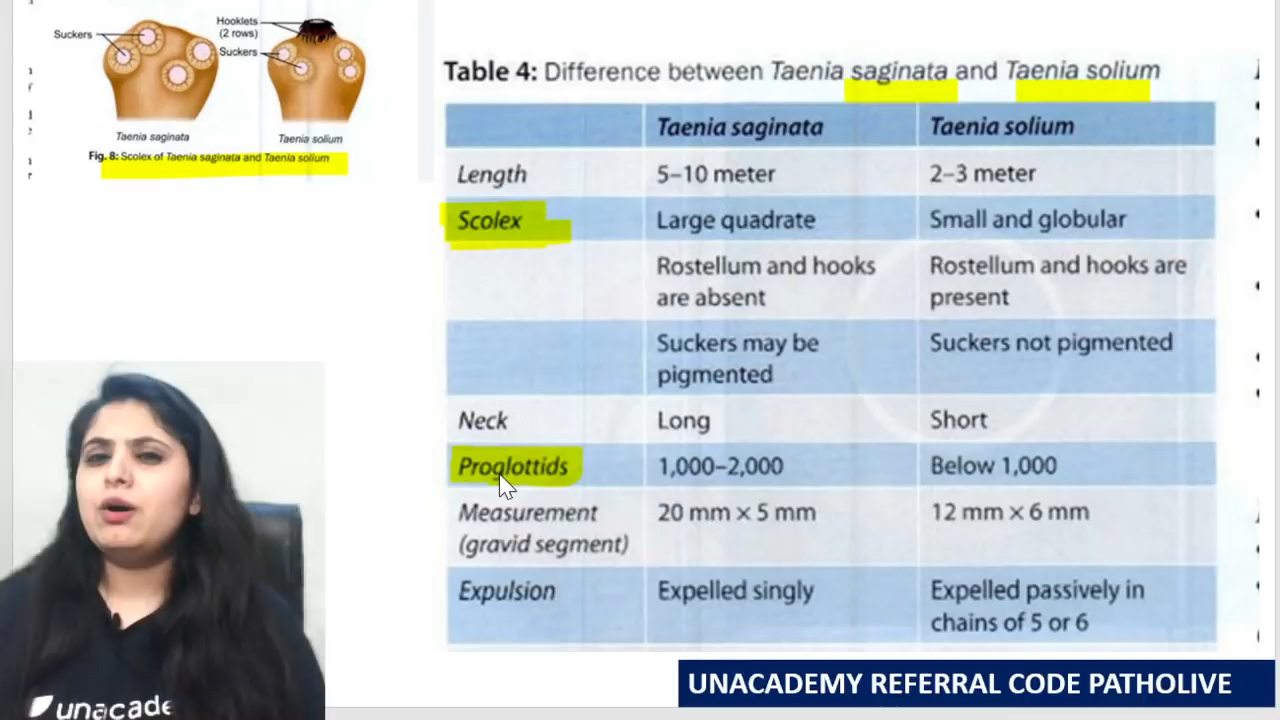 Hooklets
(2 rows)
Suckers
Suckers
Taenia saginata
Taenia solium
Fig. 8: Scolex of Taenia saginata and Taenia solium
Table 4: Difference between Taenia saginata and Taenia solium
Taenia saginata Taenia solium
Length 5–10 meter 2–3 meter
Scolex Large quadrate Small and globular
Rostellum and hooks Rostellum and hooks are
are absent present
Suckers may be Suckers not pigmented
pigmented
Neck Long Short
Proglottids 1,000–2,000 Below 1,000
Measurement 20 mm × 5 mm 12 mm × 6 mm
(gravid segment)
Expulsion Expelled singly Expelled passively in
chains of 5 or 6
unacade
UNACADEMY REFERRAL CODE PATHOLIVE